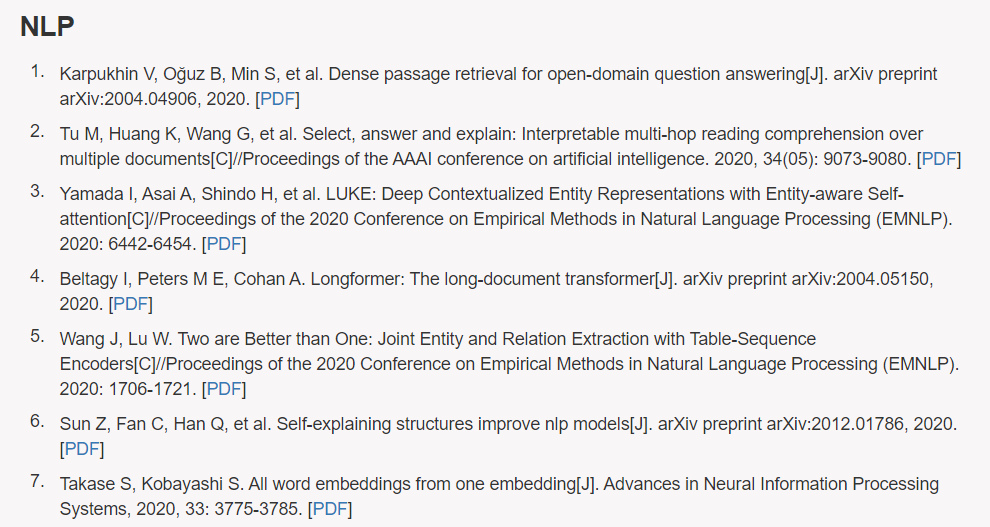 NLP
1. Karpukhin V, Oğuz B, Min S, et al. Dense passage retrieval for open-domain question answering[J]. arXiv preprint
arXiv:2004.04906, 2020. [PDF]
2. Tu M, Huang K, Wang G, et al. Select, answer and explain: Interpretable multi-hop reading comprehension over
multiple documents[C]//Proceedings of the AAAI conference on artificial intelligence. 2020, 34(05): 9073-9080. [PDF]
3. Yamada I, Asai A, Shindo H, et al. LUKE: Deep Contextualized Entity Representations with Entity-aware Self-
attention[C]//Proceedings of the 2020 Conference on Empirical Methods in Natural Language Processing (EMNLP).
2020: 6442-6454. [PDF]
4. Beltagy I, Peters M E, Cohan A. Longformer: The long-document transformer[J]. arXiv preprint arXiv:2004.05150,
2020. [PDF]
5. Wang J, Lu W. Two are Better than One: Joint Entity and Relation Extraction with Table-Sequence
Encoders[C]//Proceedings of the 2020 Conference on Empirical Methods in Natural Language Processing (EMNLP).
2020: 1706-1721. [PDF]
6. Sun Z, Fan C, Han Q, et al. Self-explaining structures improve nlp models[J]. arXiv preprint arXiv:2012.01786, 2020.
[PDF]
7. Takase S, Kobayashi S. All word embeddings from one embedding[J]. Advances in Neural Information Processing
Systems, 2020, 33: 3775-3785. [PDF]